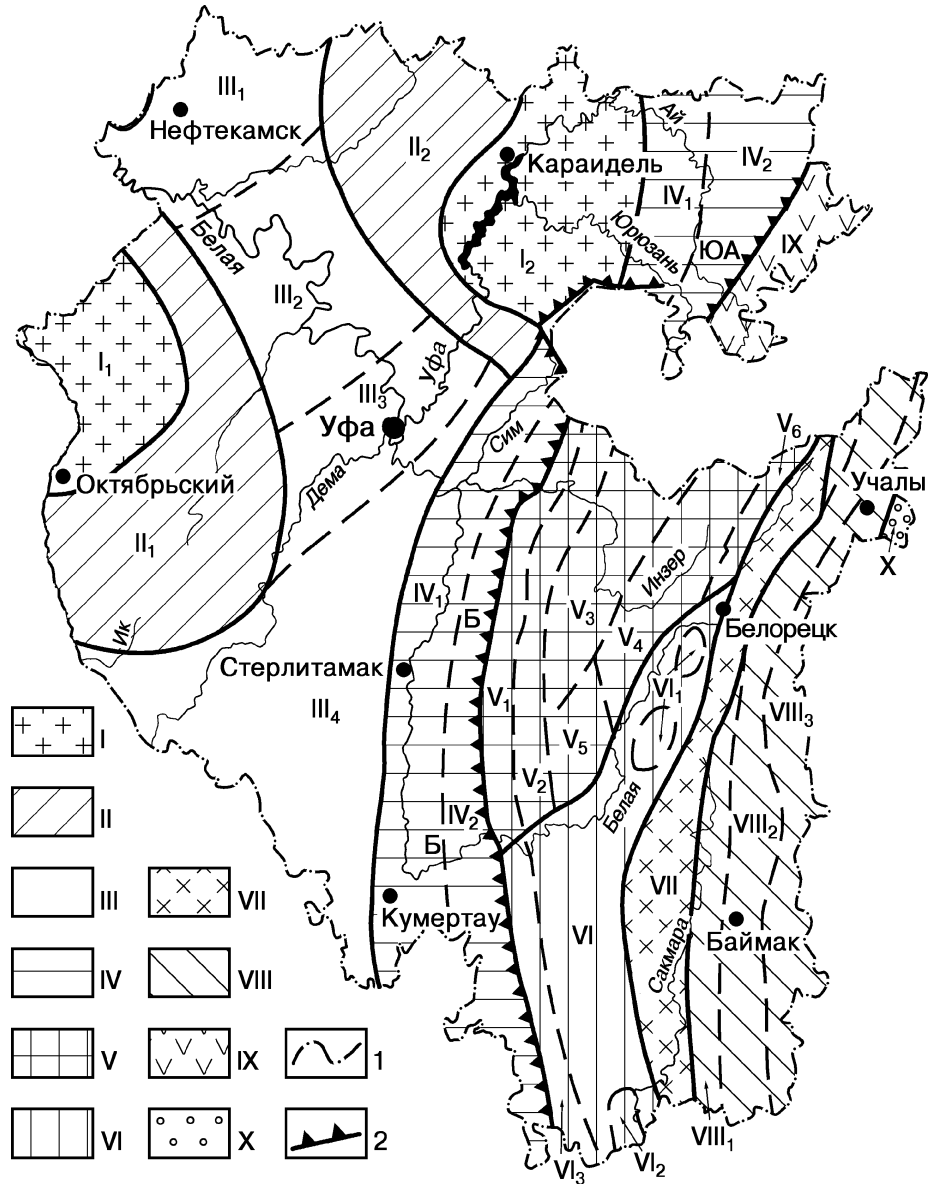 III₁
Нефтекамск
II₂
Караидель
Ай
IV₂
IV₁
Белая
Юрюзань
ЮА
IX
I₂
III₂
I₁
Уфа
III₃
Уфа
Сим
V₆
Октябрьский
Дема
Учалы
II₁
X
Инзер
IV₁
Б
V₃
Ик
V₄
Белорецк
Стерлитамак
VI₁
III₄
V₁
VIII₃
V₅
V₂
Белая
IV₂
VIII₂
Б
VII
Кумертау
VI
Сакмара
Баймак
VIII₁
VI₃
VI₂
I
II
III
VII
IV
VIII
V
IX
1
VI
X
2